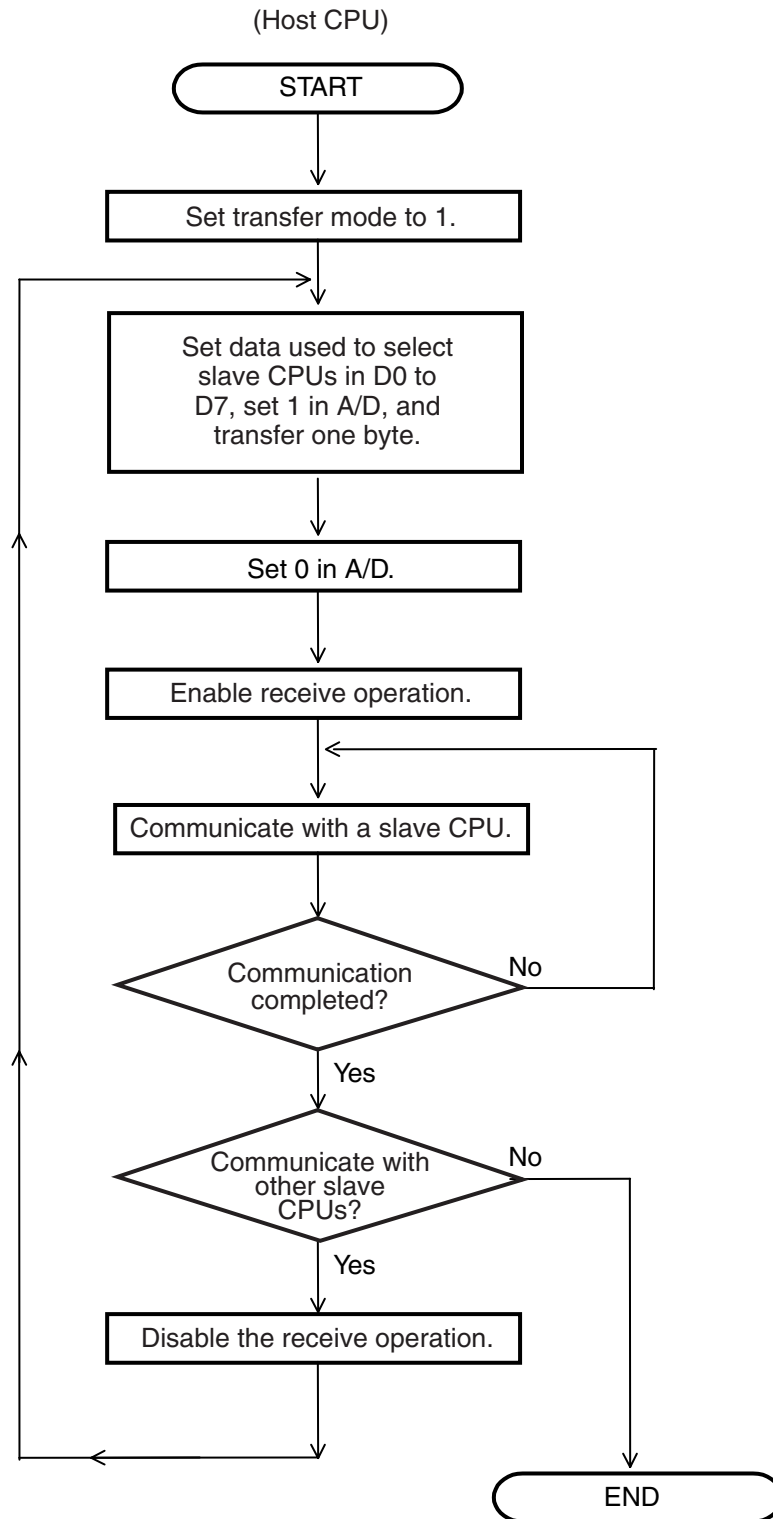 (Host CPU)
START
Set transfer mode to 1.
Set data used to select
slave CPUs in D0 to
D7, set 1 in A/D, and
transfer one byte.
Set 0 in A/D.
Enable receive operation.
Communicate with a slave CPU.
Communication
completed?
No
Yes
Communicate with
other slave
CPUs?
No
Yes
Disable the receive operation.
END